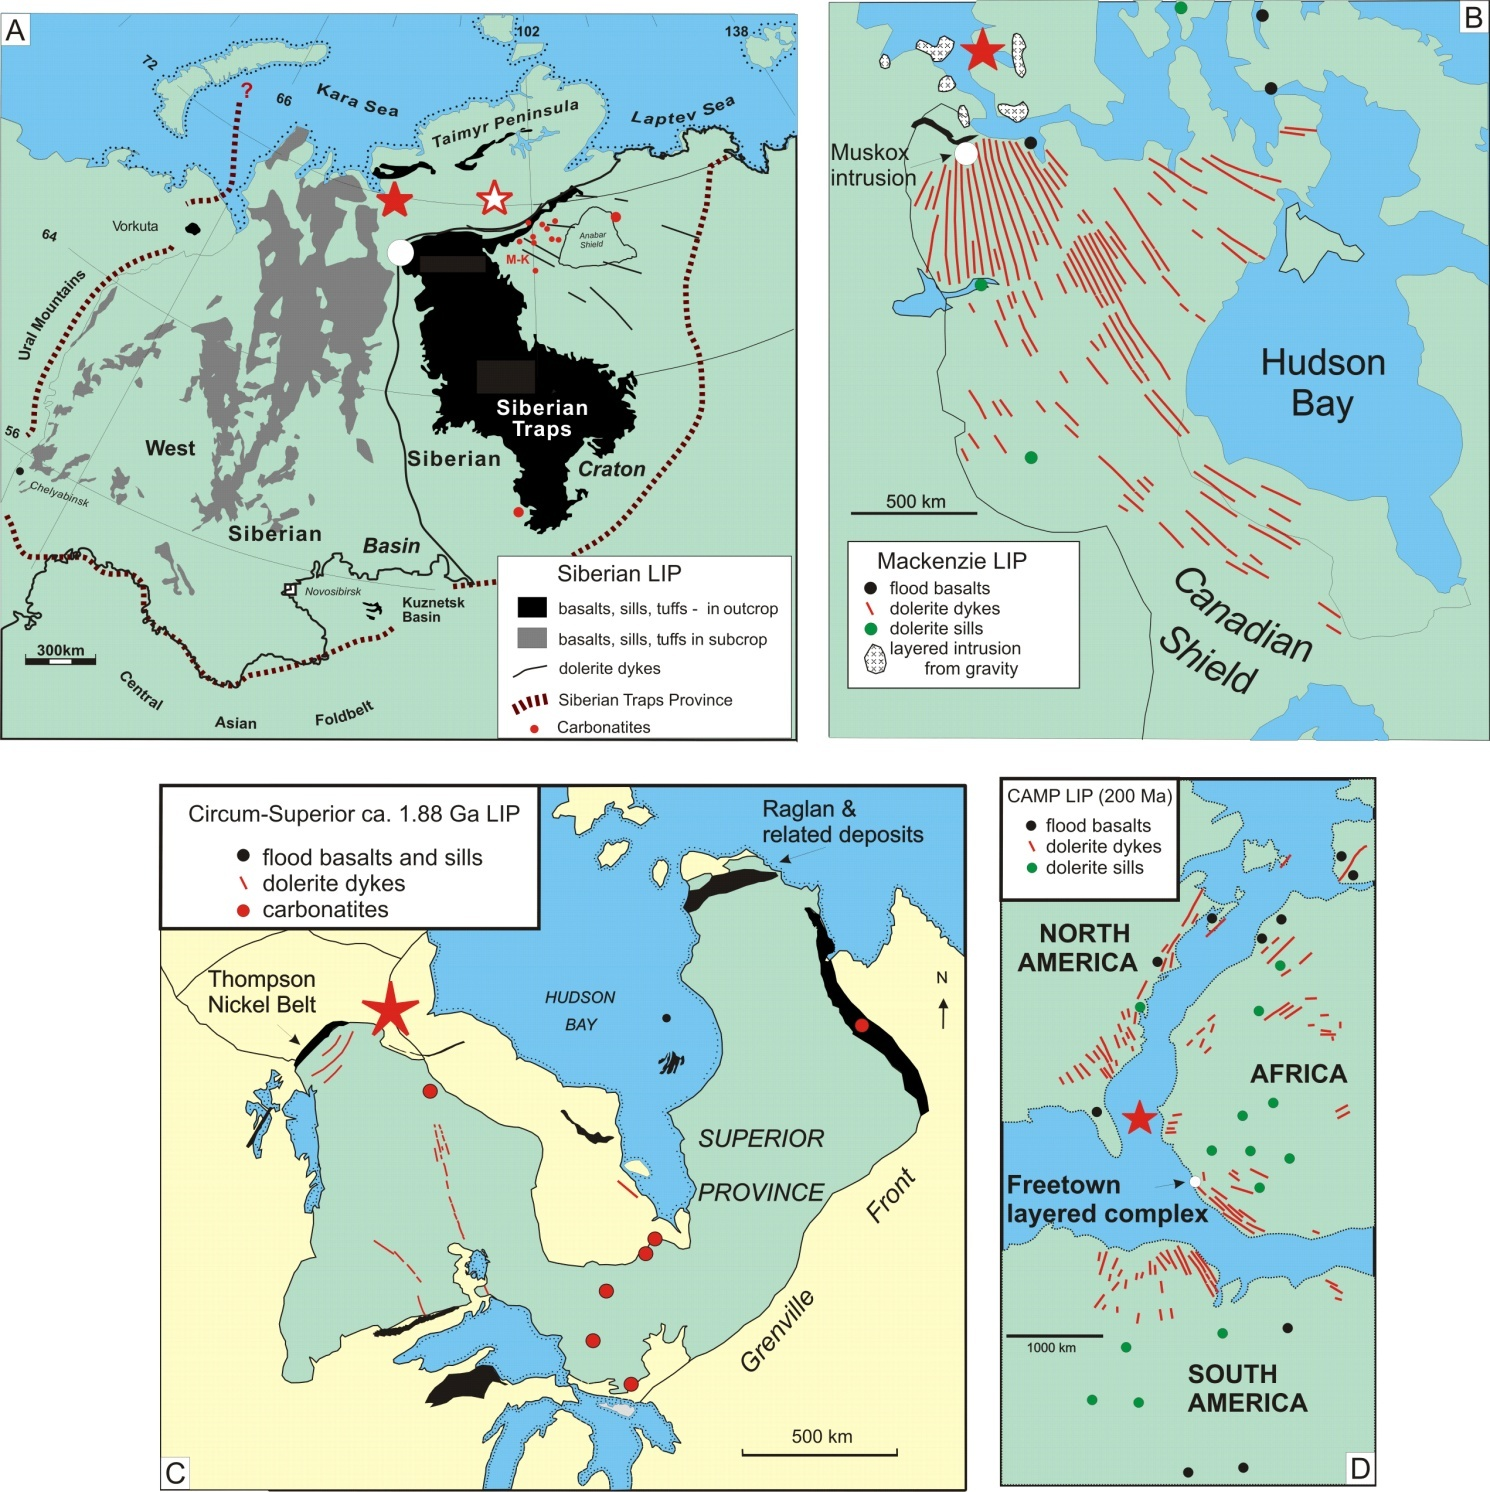 A
102
138
72
?
66
Kara Sea
Taimyr Peninsula
Laptev Sea
Vorkuta
64
Anabar
Shield
M-K
Ural Mountains
Siberian
Traps
56
West
Siberian
Craton
Chelyabinsk
Siberian
Basin
Novosibirsk
Kuznetsk
Basin
300km
Central
Asian
Foldbelt
Siberian LIP
basalts, sills, tuffs - in outcrop
basalts, sills, tuffs in subcrop
dolerite dykes
Siberian Traps Province
Carbonatites
B
Muskox
intrusion
Hudson
Bay
500 km
Mackenzie LIP
flood basalts
dolerite dykes
dolerite sills
layered intrusion
from gravity
Canadian
Shield
Circum-Superior ca. 1.88 Ga LIP
flood basalts and sills
dolerite dykes
carbonatites
Raglan &
related deposits
Thompson
Nickel Belt
HUDSON
BAY
N
SUPERIOR
PROVINCE
Front
Grenville
500 km
C
CAMP LIP (200 Ma)
flood basalts
dolerite dykes
dolerite sills
NORTH
AMERICA
AFRICA
Freetown
layered complex
1000 km
SOUTH
AMERICA
D